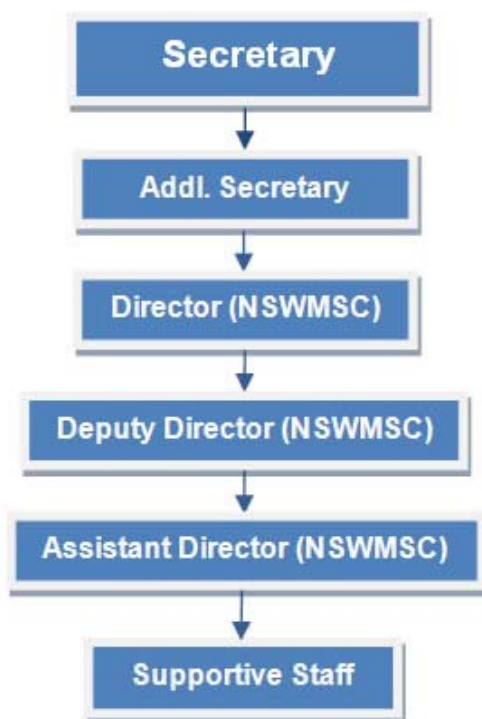 Secretary
Addl. Secretary
Director (NSWMSC)
Deputy Director (NSWMSC)
Assistant Director (NSWMSC)
Supportive Staff